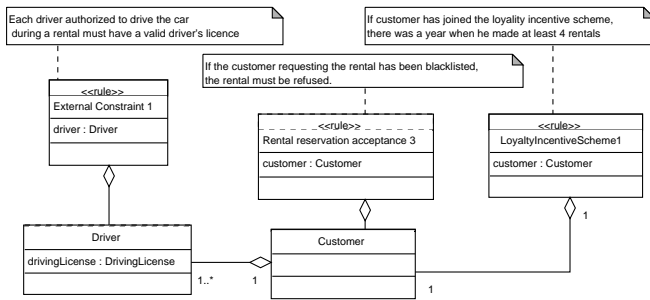 Each driver authorized to drive the car
during a rental must have a valid driver's licence
If customer has joined the loyality incentive scheme,
there was a year when he made at least 4 rentals
If the customer requesting the rental has been blacklisted,
the rental must be refused.
<<rule>>
External Constraint 1
driver : Driver
<<rule>>
Rental reservation acceptance 3
customer : Customer
<<rule>>
LoyaltyIncentiveScheme1
customer : Customer
Driver
drivingLicense : DrivingLicense
Customer
1..*
1
1
1